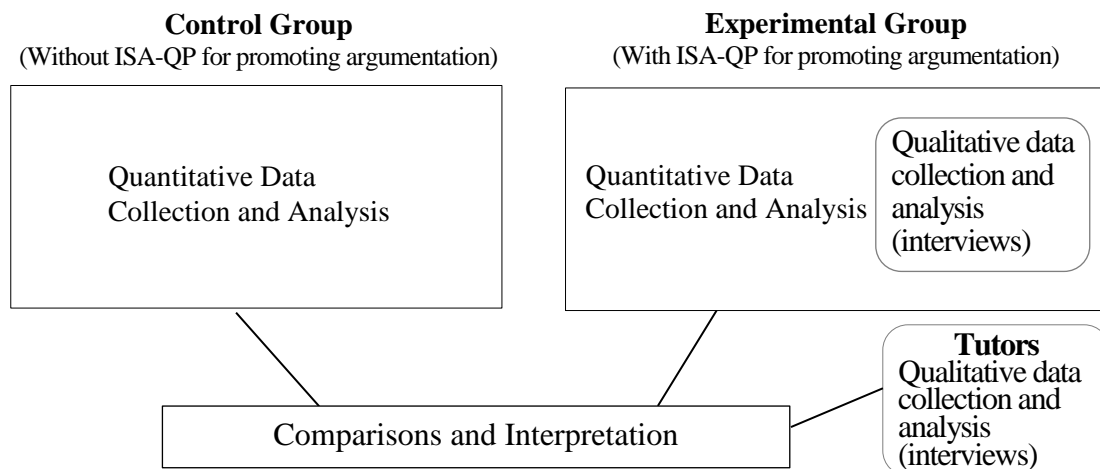 Control Group
(Without ISA-QP for promoting argumentation)
Quantitative Data
Collection and Analysis
Experimental Group
(With ISA-QP for promoting argumentation)
Quantitative Data
Collection and Analysis
Qualitative data
collection and
analysis
(interviews)
Tutors
Qualitative data
collection and
analysis
(interviews)
Comparisons and Interpretation